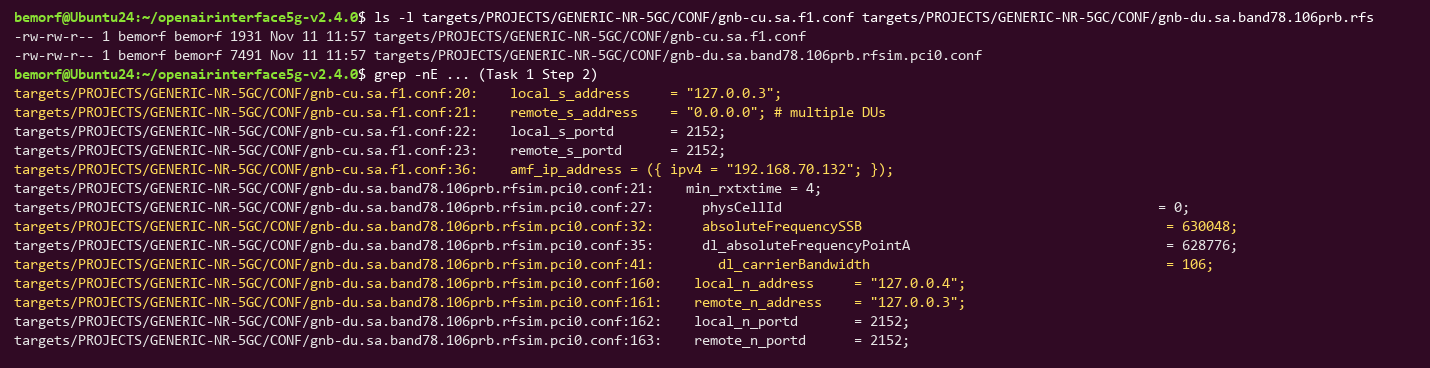 bemorf@Ubuntu24:~/openairinterface5g-v2.4.0$ ls -l targets/PROJECTS/GENERIC-NR-5GC/CONF/gnb-cu.sa.f1.conf targets/PROJECTS/GENERIC-NR-5GC/CONF/gnb-du.sa.band78.106prb.rfs
-rw-rw-r-- 1 bemorf bemorf 1931 Nov 11 11:57 targets/PROJECTS/GENERIC-NR-5GC/CONF/gnb-cu.sa.f1.conf
-rw-rw-r-- 1 bemorf bemorf 7491 Nov 11 11:57 targets/PROJECTS/GENERIC-NR-5GC/CONF/gnb-du.sa.band78.106prb.rfsim.pci0.conf
bemorf@Ubuntu24:~/openairinterface5g-v2.4.0$ grep -nE ... (Task 1 Step 2)
targets/PROJECTS/GENERIC-NR-5GC/CONF/gnb-cu.sa.f1.conf:20:    local_s_address     = "127.0.0.3";
targets/PROJECTS/GENERIC-NR-5GC/CONF/gnb-cu.sa.f1.conf:21:    remote_s_address    = "0.0.0.0"; # multiple DUs
targets/PROJECTS/GENERIC-NR-5GC/CONF/gnb-cu.sa.f1.conf:22:    local_s_portd       = 2152;
targets/PROJECTS/GENERIC-NR-5GC/CONF/gnb-cu.sa.f1.conf:23:    remote_s_portd      = 2152;
targets/PROJECTS/GENERIC-NR-5GC/CONF/gnb-cu.sa.f1.conf:36:    amf_ip_address = ({ ipv4 = "192.168.70.132"; });
targets/PROJECTS/GENERIC-NR-5GC/CONF/gnb-du.sa.band78.106prb.rfsim.pci0.conf:21:    min_rxtxtime = 4;
targets/PROJECTS/GENERIC-NR-5GC/CONF/gnb-du.sa.band78.106prb.rfsim.pci0.conf:27:      physCellId                                               = 0;
targets/PROJECTS/GENERIC-NR-5GC/CONF/gnb-du.sa.band78.106prb.rfsim.pci0.conf:32:      absoluteFrequencySSB                                      = 630048;
targets/PROJECTS/GENERIC-NR-5GC/CONF/gnb-du.sa.band78.106prb.rfsim.pci0.conf:35:      dl_absoluteFrequencyPointA                                = 628776;
targets/PROJECTS/GENERIC-NR-5GC/CONF/gnb-du.sa.band78.106prb.rfsim.pci0.conf:41:        dl_carrierBandwidth                                     = 106;
targets/PROJECTS/GENERIC-NR-5GC/CONF/gnb-du.sa.band78.106prb.rfsim.pci0.conf:160:    local_n_address     = "127.0.0.4";
targets/PROJECTS/GENERIC-NR-5GC/CONF/gnb-du.sa.band78.106prb.rfsim.pci0.conf:161:    remote_n_address    = "127.0.0.3";
targets/PROJECTS/GENERIC-NR-5GC/CONF/gnb-du.sa.band78.106prb.rfsim.pci0.conf:162:    local_n_portd       = 2152;
targets/PROJECTS/GENERIC-NR-5GC/CONF/gnb-du.sa.band78.106prb.rfsim.pci0.conf:163:    remote_n_portd      = 2152;